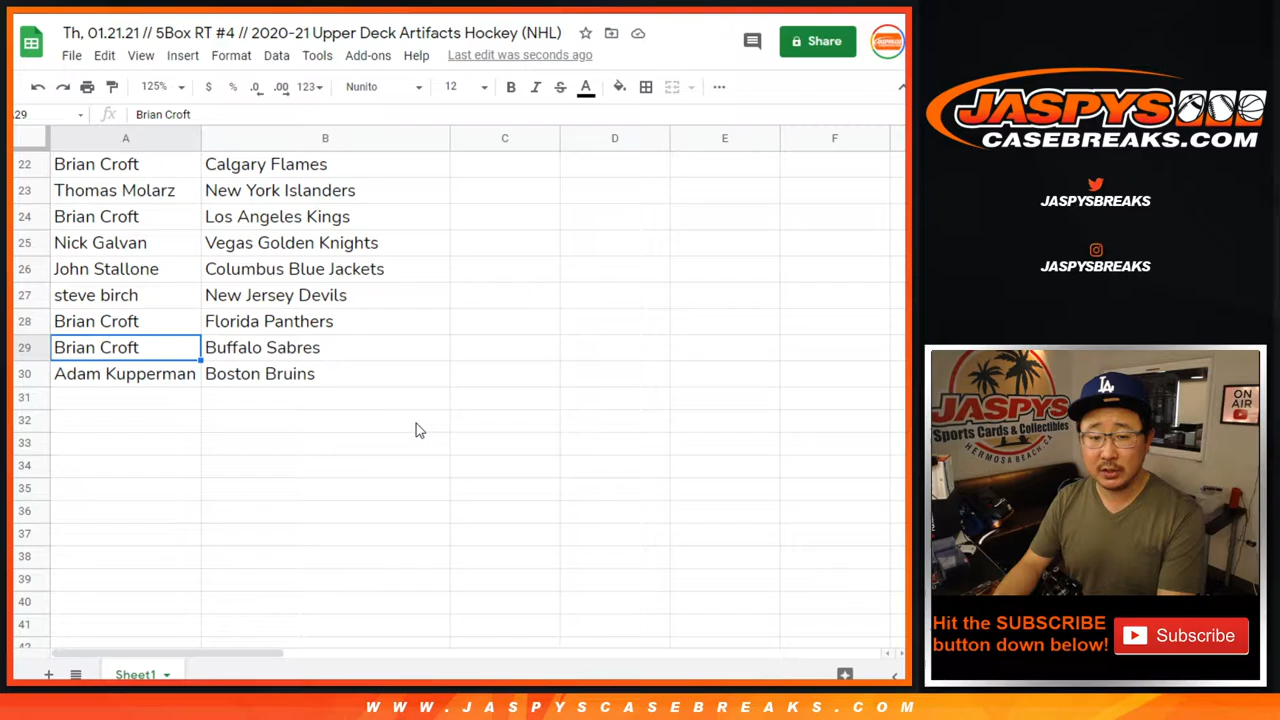 Th, 01.21.21 // 5Box RT #4 // 2020-21 Upper Deck Artifacts Hockey (NHL)
File Edit View Insert Format Data Tools Add-ons Help Last edit was seconds ago
Share
125% $ % .0 .00 123 Nunito 12 B I S A
29 fx Brian Croft
A B C D E F
22 Brian Croft Calgary Flames
23 Thomas Molarz New York Islanders
24 Brian Croft Los Angeles Kings
25 Nick Galvan Vegas Golden Knights
26 John Stallone Columbus Blue Jackets
27 steve birch New Jersey Devils
28 Brian Croft Florida Panthers
29 Brian Croft Buffalo Sabres
30 Adam Kupperman Boston Bruins
31
32
33
34
35
36
37
38
39
40
41
42
Sheet1
JASPYS
CASEBREAKS.COM
JASPYSBREAKS
JASPYSBREAKS
JASPYS
Sports Cards & Collectibles
HERMOSA BEACH, CA
LA
ON
AIR
Hit the SUBSCRIBE
button down below!
Subscribe
WWW.JASPYSCASEBREAKS.COM